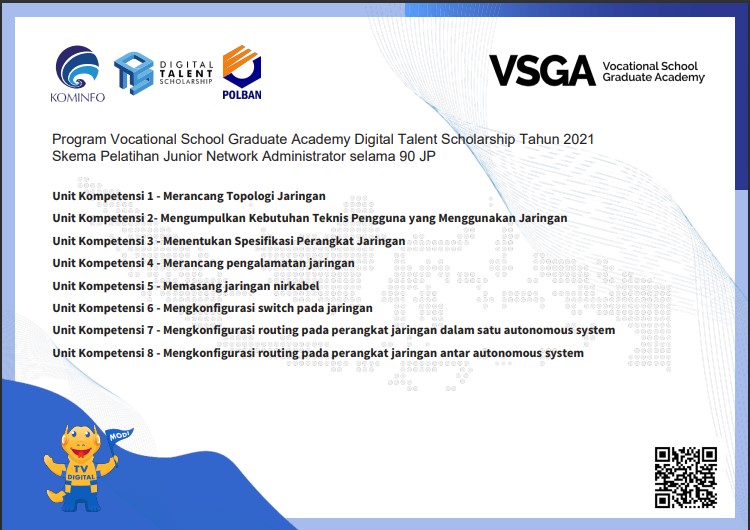 KOMINFO
DIGITAL
TALENT
SCHOLARSHIP
POLBAN
VSGA
Vocational School
Graduate Academy
Program Vocational School Graduate Academy Digital Talent Scholarship Tahun 2021
Skema Pelatihan Junior Network Administrator selama 90 JP
Unit Kompetensi 1 - Merancang Topologi Jaringan
Unit Kompetensi 2- Mengumpulkan Kebutuhan Teknis Pengguna yang Menggunakan Jaringan
Unit Kompetensi 3 - Menentukan Spesifikasi Perangkat Jaringan
Unit Kompetensi 4 - Merancang pengalamatan jaringan
Unit Kompetensi 5 - Memasang jaringan nirkabel
Unit Kompetensi 6 - Mengkonfigurasi switch pada jaringan
Unit Kompetensi 7 - Mengkonfigurasi routing pada perangkat jaringan dalam satu autonomous system
Unit Kompetensi 8 - Mengkonfigurasi routing pada perangkat jaringan antar autonomous system
MODI
TV
DIGITAL